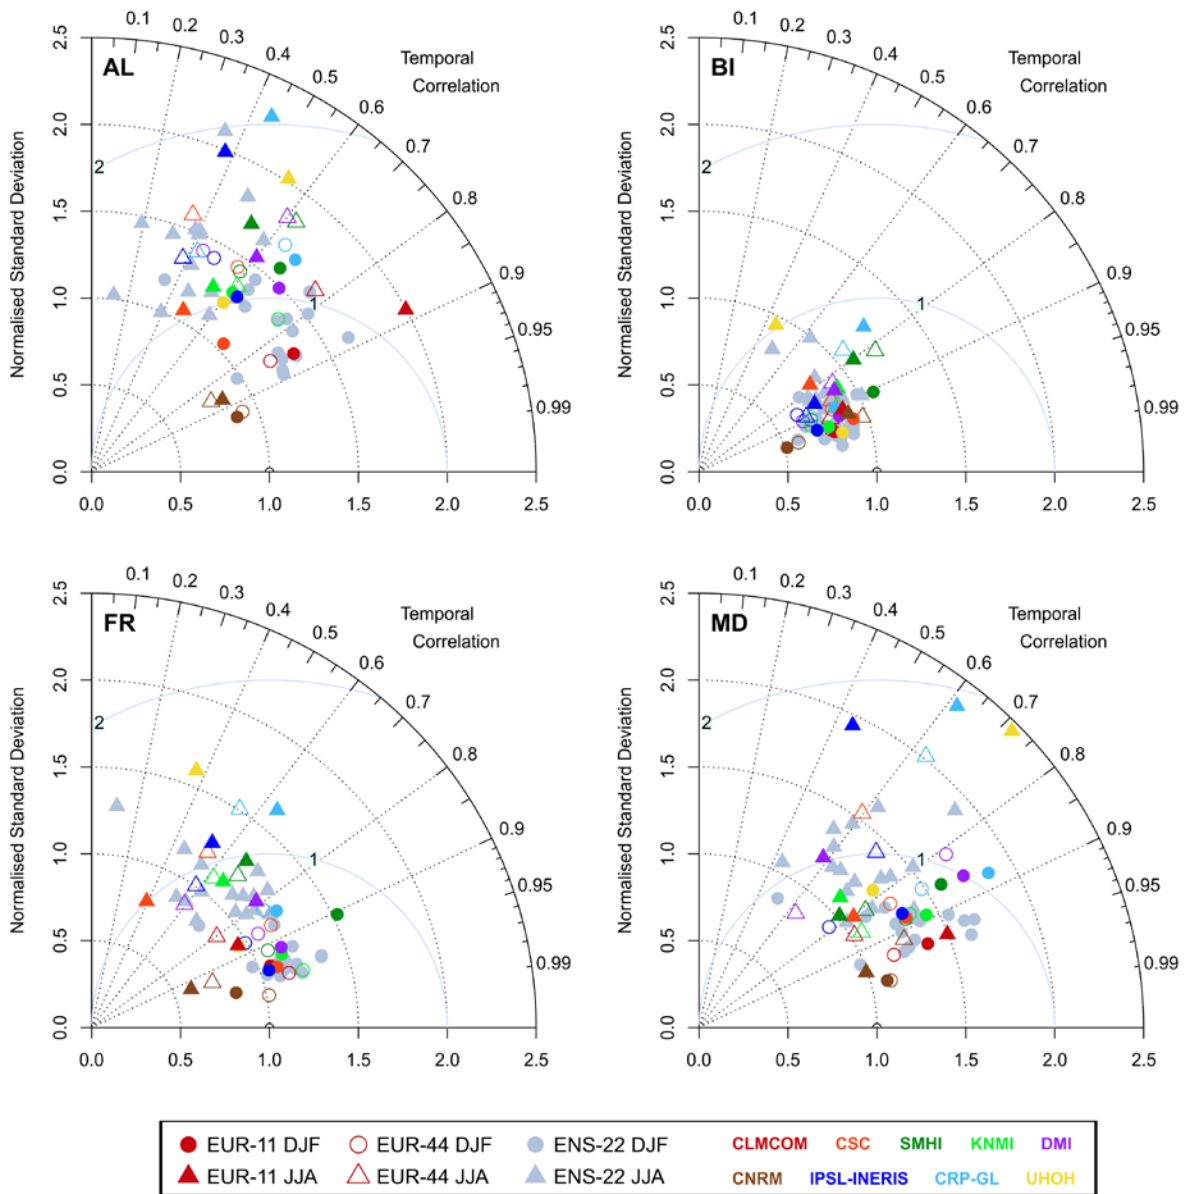 AL
Temporal
Correlation
Normalised Standard Deviation
0.1 0.2 0.3 0.4 0.5 0.6 0.7 0.8 0.9 0.95 0.99
2.5
2.0
1.5
1.0
0.5
0.0
2
1
0.0 0.5 1.0 1.5 2.0 2.5
BI
Temporal
Correlation
Normalised Standard Deviation
0.1 0.2 0.3 0.4 0.5 0.6 0.7 0.8 0.9 0.95 0.99
2.5
2.0
1.5
1.0
0.5
0.0
2
1
0.0 0.5 1.0 1.5 2.0 2.5
FR
Temporal
Correlation
Normalised Standard Deviation
0.1 0.2 0.3 0.4 0.5 0.6 0.7 0.8 0.9 0.95 0.99
2.5
2.0
1.5
1.0
0.5
0.0
2
1
0.0 0.5 1.0 1.5 2.0 2.5
MD
Temporal
Correlation
Normalised Standard Deviation
0.1 0.2 0.3 0.4 0.5 0.6 0.7 0.8 0.9 0.95 0.99
2.5
2.0
1.5
1.0
0.5
0.0
2
1
0.0 0.5 1.0 1.5 2.0 2.5
EUR-11 DJF EUR-44 DJF ENS-22 DJF CLMCOM CSC SMHI KNMI DMI
EUR-11 JJA EUR-44 JJA ENS-22 JJA CNRM IPSL-INERIS CRP-GL UHOH